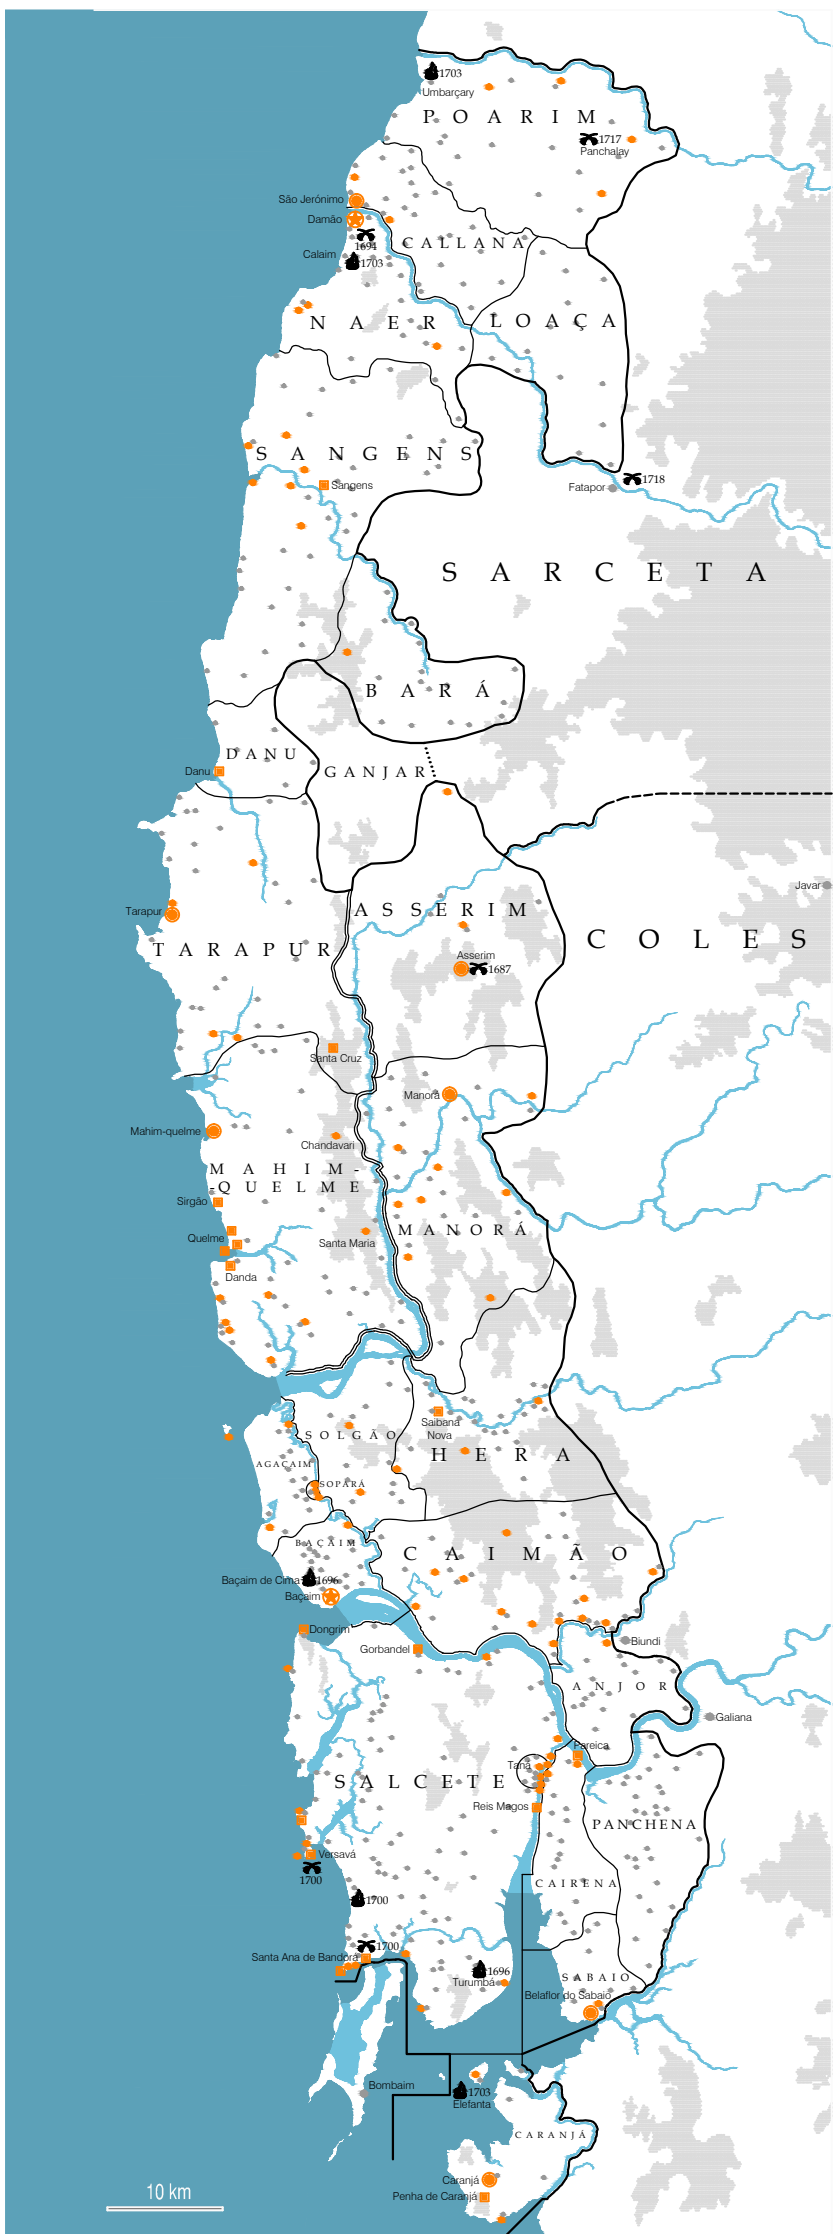 1703
Umbarçary
POARIM
1717
Panchalay
São Jerónimo
Damão
1694
CALLANA
Calaim
1703
NAER
LOAÇA
SANGENS
Sangens
1718
Fatapor
SARCETA
BARÁ
DANU
Danu
GANJAR
Javar
ASSERIM
Tarapur
COLES
TARAPUR
Asserim
1687
Santa Cruz
Manorá
Mahim-quelme
Chandavari
MAHIM-
-QUELME
Sirgão
MANORÁ
Quelme
Santa Maria
Danda
Saibana
Nova
SOLGÃO
HERA
AGAÇAIM
SOPARÁ
BAÇAIM
CAIMÃO
Baçaim de Cima
1696
Baçaim
Dongrim
Gorbandel
Biundi
ANJOR
Galiana
Pareica
Taná
SALCETE
Reis Magos
PANCHENA
Versavá
1700
CAIRENA
1700
1700
Santa Ana de Bandorá
1696
Turumbá
SABAIO
Belaflor do Sabaio
Bombaim
1703
Elefanta
CARANJÁ
Caranjá
Penha de Caranjá
10 km